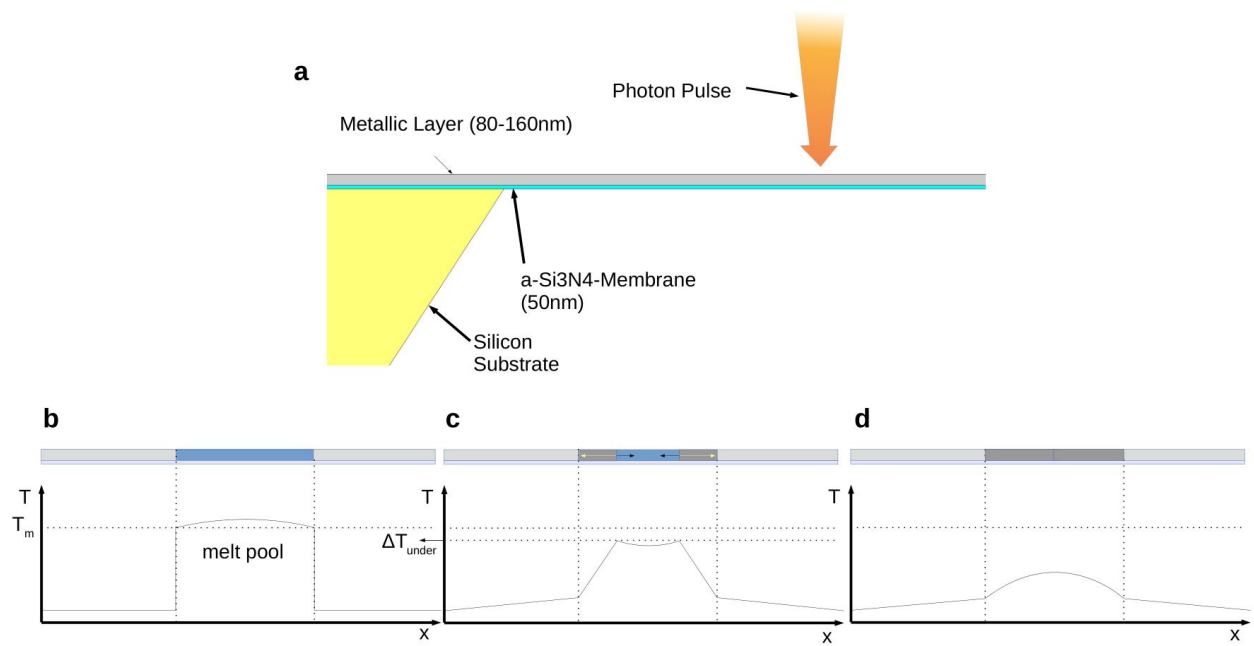 a
Photon Pulse
Metallic Layer (80-160nm)
a-Si3N4-Membrane
(50nm)
Silicon
Substrate
b
c
d
T
Tm
melt pool
x
T
ΔTunder
x
T
x